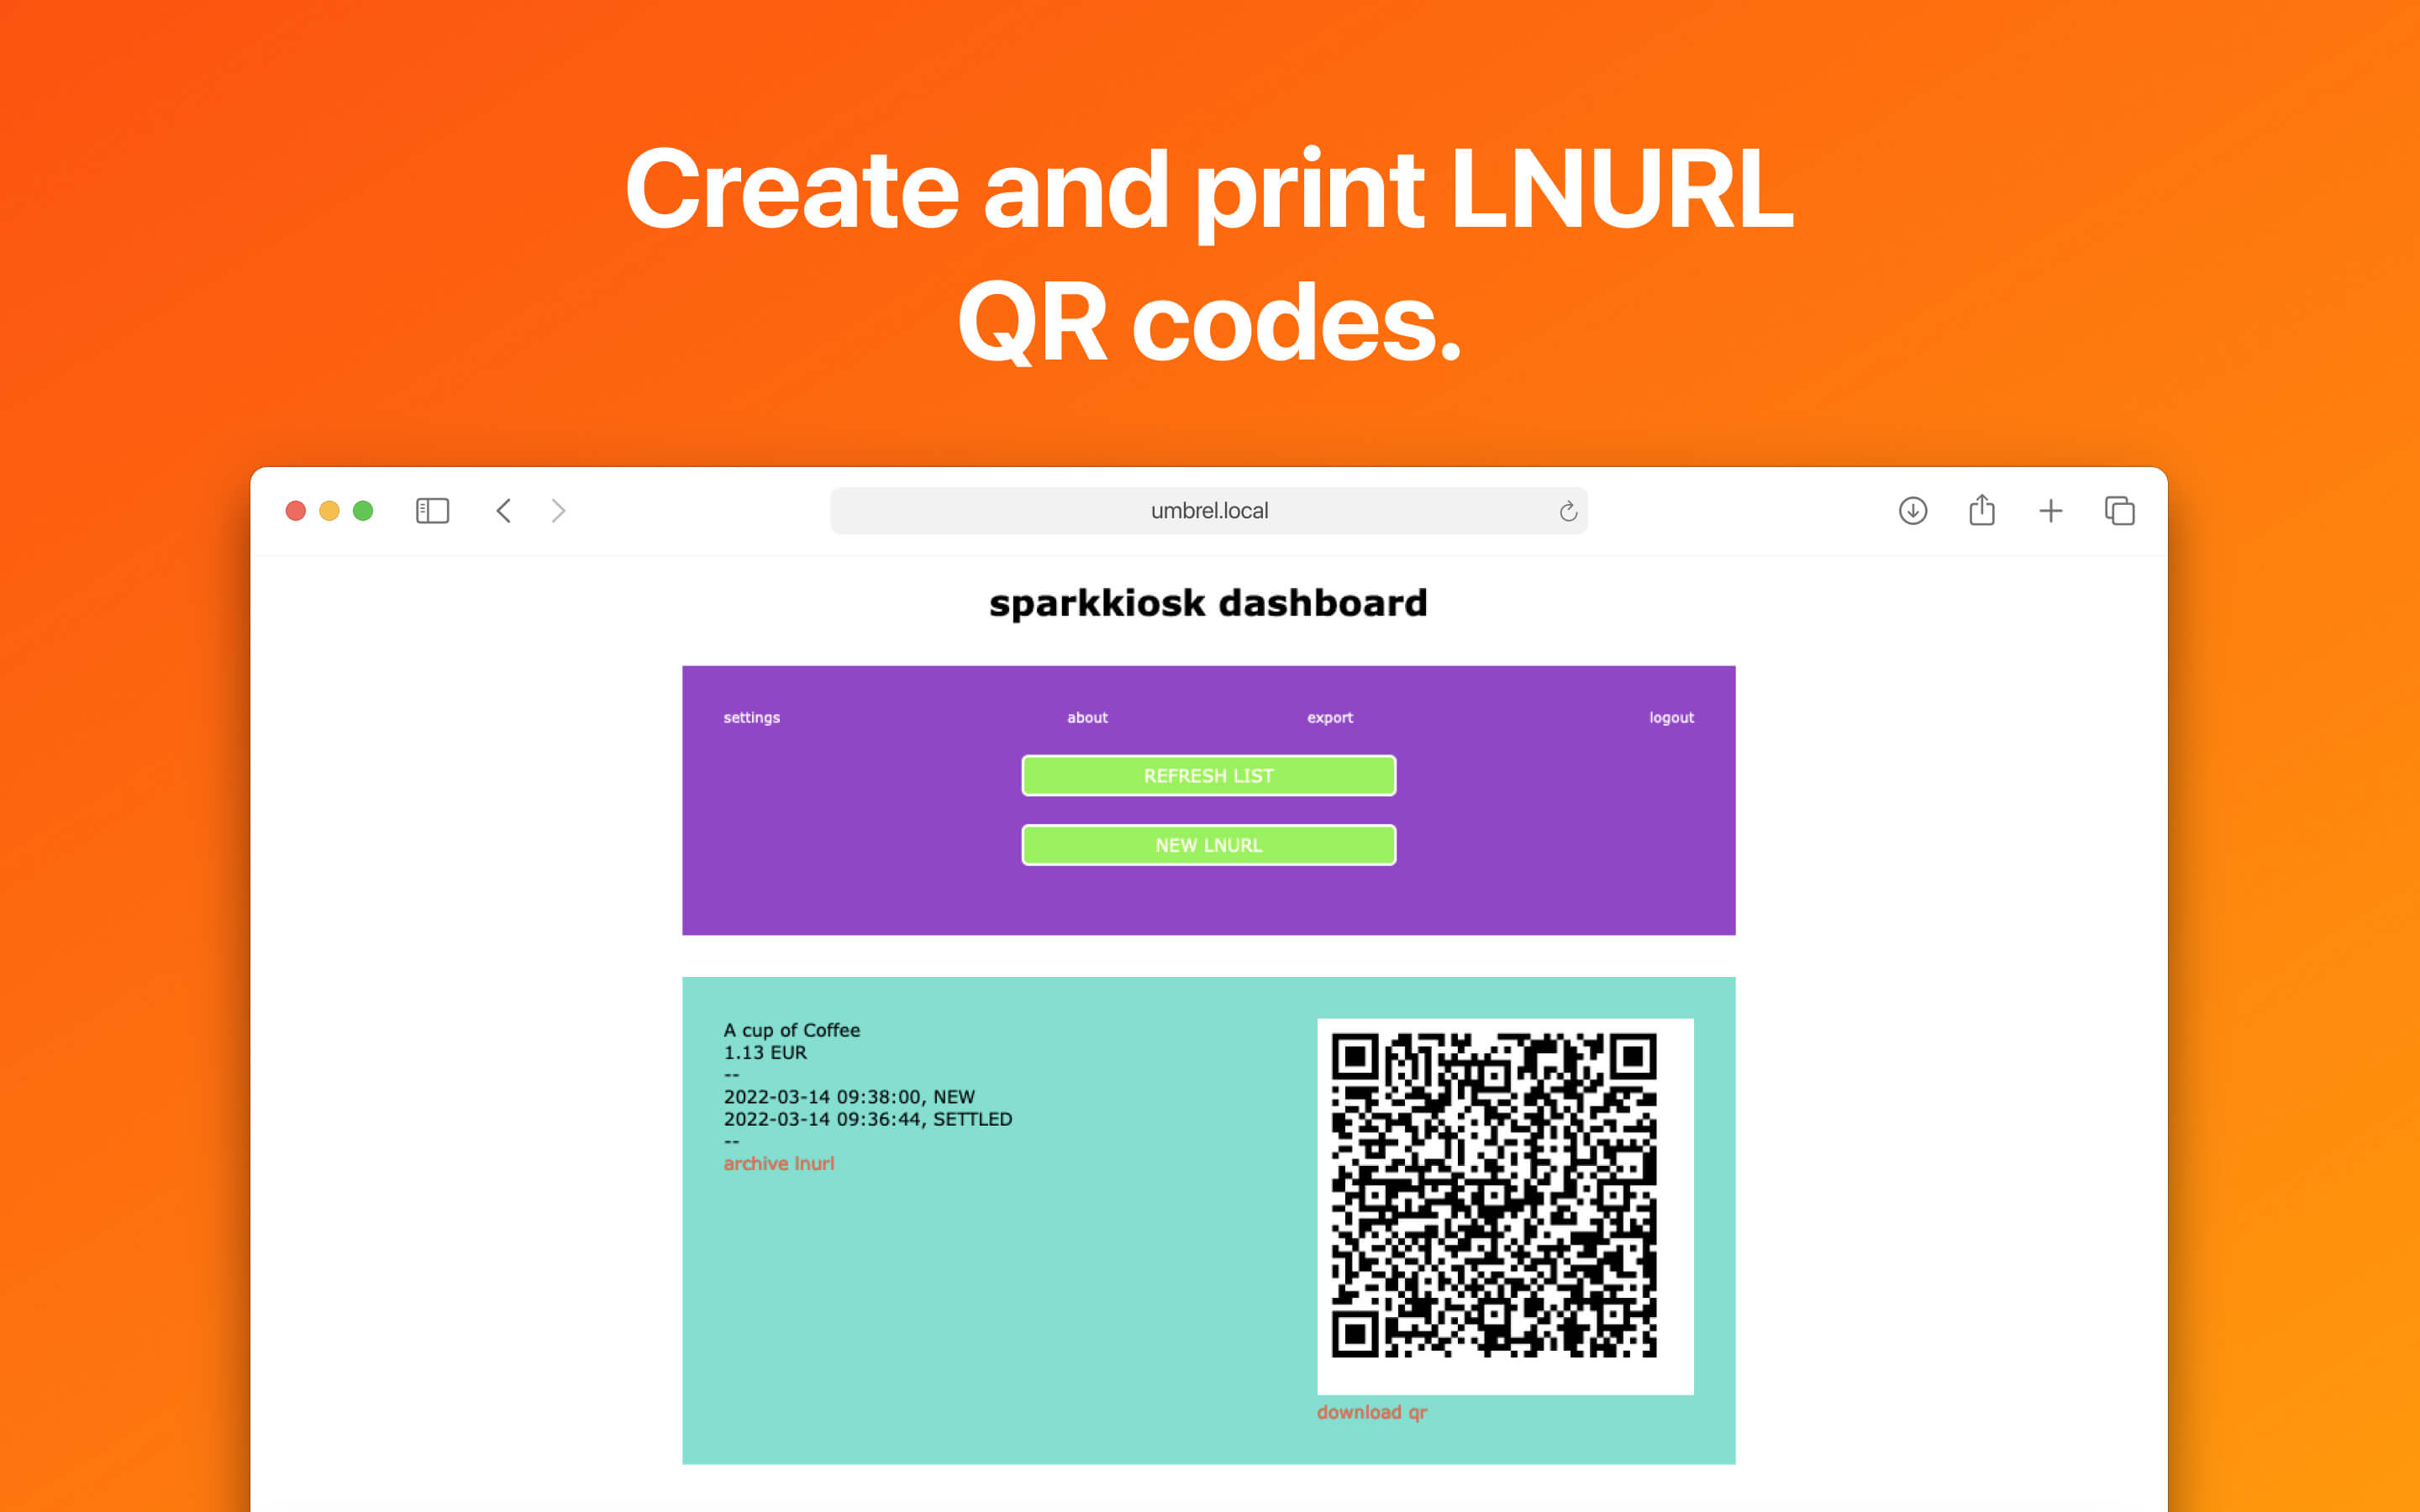 Create and print LNURL
QR codes.
umbrel.local
sparkkiosk dashboard
settings about export logout
REFRESH LIST
NEW LNURL
A cup of Coffee
1.13 EUR
--
2022-03-14 09:38:00, NEW
2022-03-14 09:36:44, SETTLED
--
archive lnurl
download qr